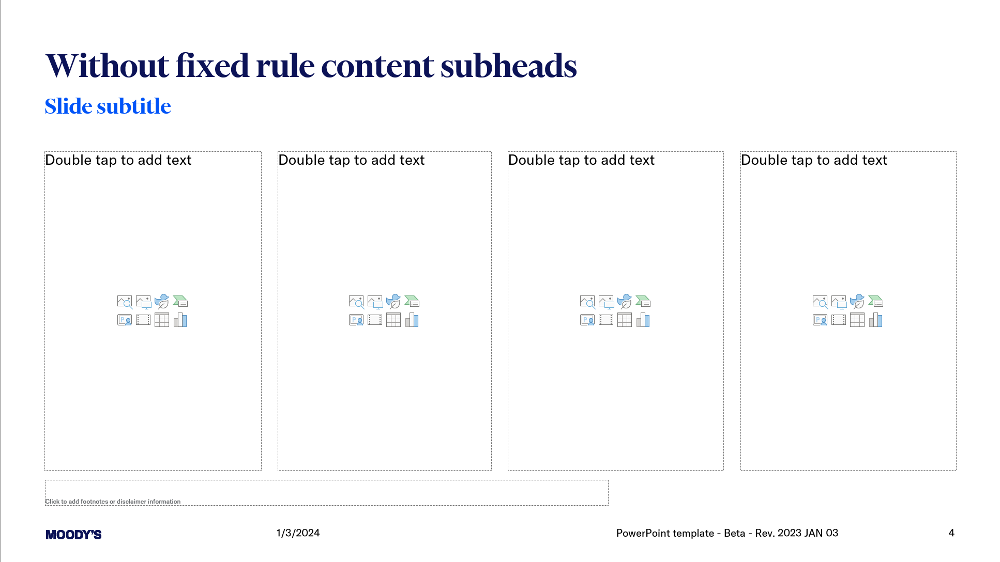 Without fixed rule content subheads
Slide subtitle
Double tap to add text
Double tap to add text
Double tap to add text
Double tap to add text
Click to add footnotes or disclaimer information
MOODY'S
1/3/2024
PowerPoint template - Beta - Rev. 2023 JAN 03
4